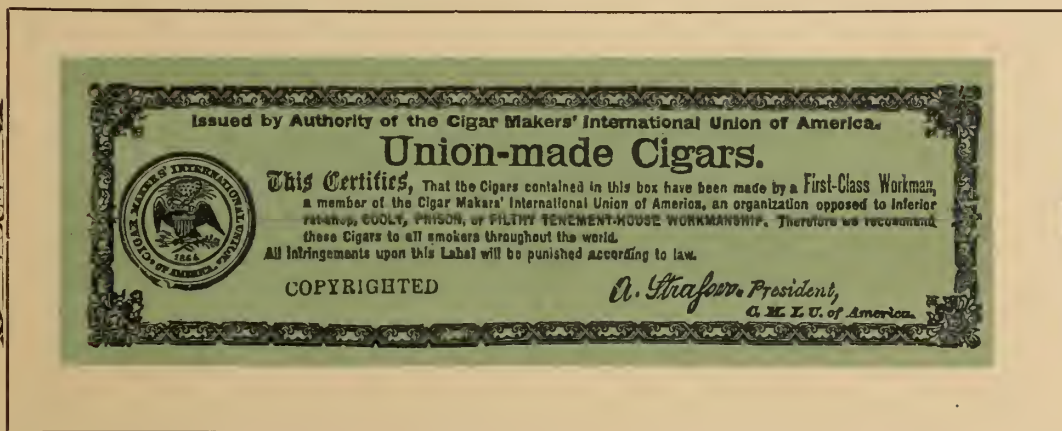 Issued by Authority of the Cigar Makers' International Union of America.
Union-made Cigars.
CIGAR MAKERS' INTERNATIONAL UNION
OF AMERICA.
1864
This Certifies, That the Cigars contained in this box have been made by a First-Class Workman,
a member of the Cigar Makers' International Union of America, an organization opposed to inferior
rat-shop, COOLY, PRISON, or FILTHY TENEMENT-HOUSE WORKMANSHIP. Therefore we recommend
these Cigars to all smokers throughout the world.
All Infringements upon this Label will be punished according to law.
COPYRIGHTED
A. Strasser. President,
C. M. I. U. of America.